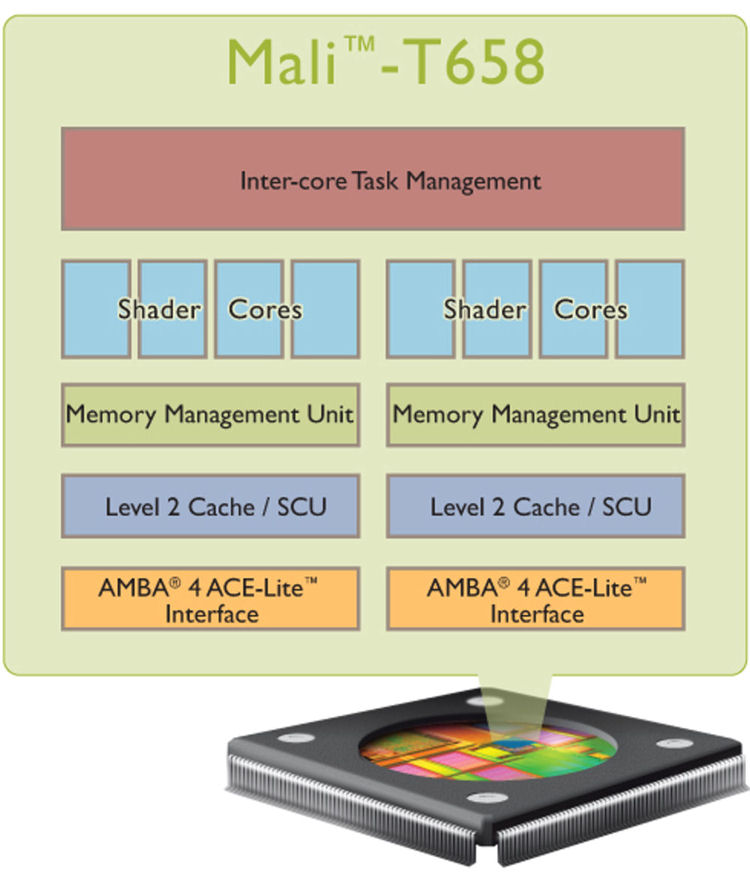 Mali™-T658
Inter-core Task Management
Shader Cores
Shader Cores
Memory Management Unit
Memory Management Unit
Level 2 Cache / SCU
Level 2 Cache / SCU
AMBA® 4 ACE-Lite™
Interface
AMBA® 4 ACE-Lite™
Interface